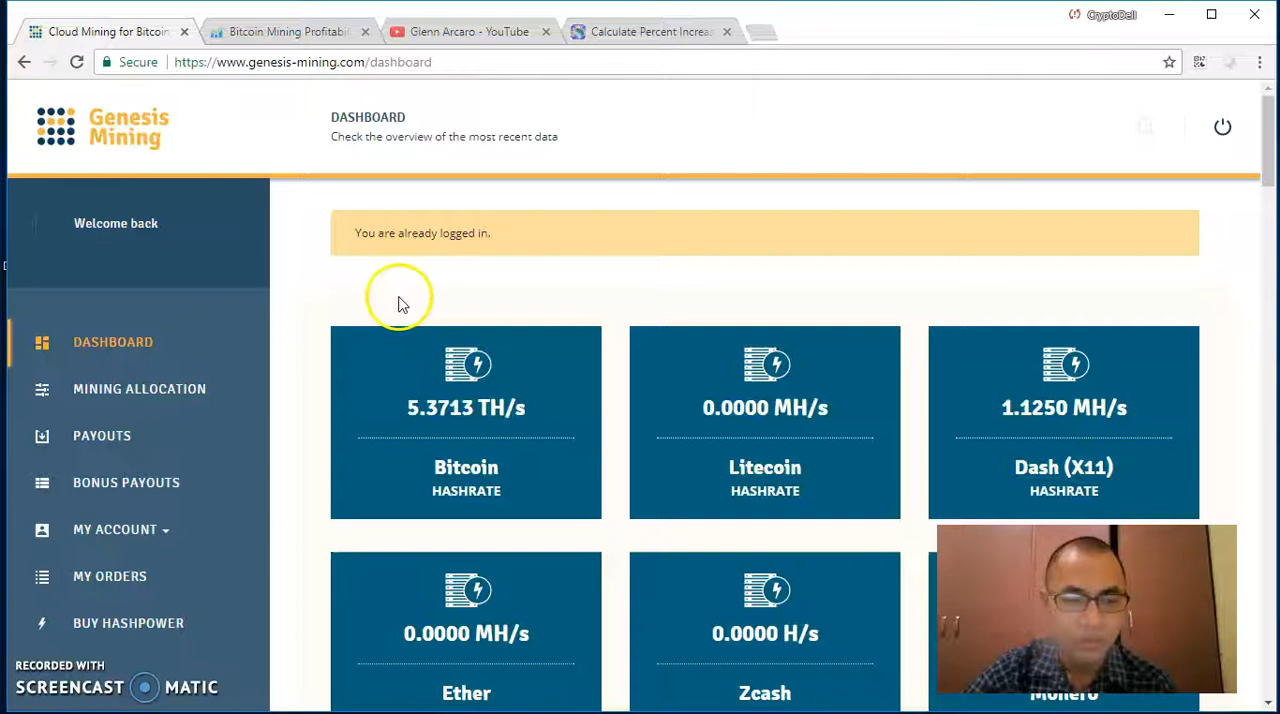 CryptoDell
Cloud Mining for Bitcoin
Bitcoin Mining Profitabi
Glenn Arcaro - YouTube
Calculate Percent Increas
Secure
https://www.genesis-mining.com/dashboard
Genesis
Mining
DASHBOARD
Check the overview of the most recent data
Welcome back
You are already logged in.
DASHBOARD
MINING ALLOCATION
PAYOUTS
BONUS PAYOUTS
MY ACCOUNT
MY ORDERS
BUY HASHPOWER
5.3713 TH/s
Bitcoin
HASHRATE
0.0000 MH/s
Litecoin
HASHRATE
1.1250 MH/s
Dash (X11)
HASHRATE
0.0000 MH/s
Ether
0.0000 H/s
Zcash
Monero
RECORDED WITH
SCREENCAST MATIC